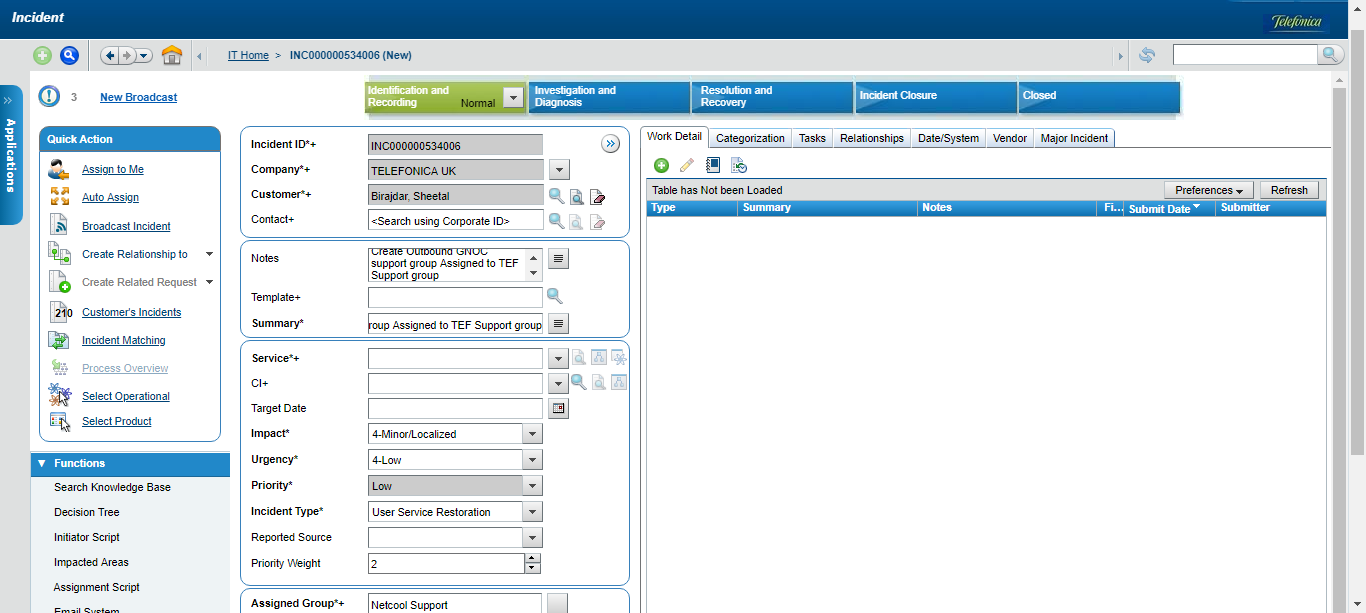 Incident
Telefónica
IT Home > INC000000534006 (New)
Applications
3 New Broadcast
Identification and Recording Normal
Investigation and Diagnosis
Resolution and Recovery
Incident Closure
Closed
Quick Action
Assign to Me
Auto Assign
Broadcast Incident
Create Relationship to
Create Related Request
210 Customer's Incidents
Incident Matching
Process Overview
Select Operational
Select Product
Functions
Search Knowledge Base
Decision Tree
Initiator Script
Impacted Areas
Assignment Script
Email System
Incident ID*+ INC000000534006
Company*+ TELEFONICA UK
Customer*+ Birajdar, Sheetal
Contact+ <Search using Corporate ID>
Notes
Create Outbound GNOC
support group Assigned to TEF
Support group
Template+
Summary* roup Assigned to TEF Support group
Service*+
CI+
Target Date
Impact* 4-Minor/Localized
Urgency* 4-Low
Priority* Low
Incident Type* User Service Restoration
Reported Source
Priority Weight 2
Assigned Group*+ Netcool Support
Work Detail Categorization Tasks Relationships Date/System Vendor Major Incident
Table has Not been Loaded Preferences Refresh
Type Summary Notes Fi... Submit Date Submitter